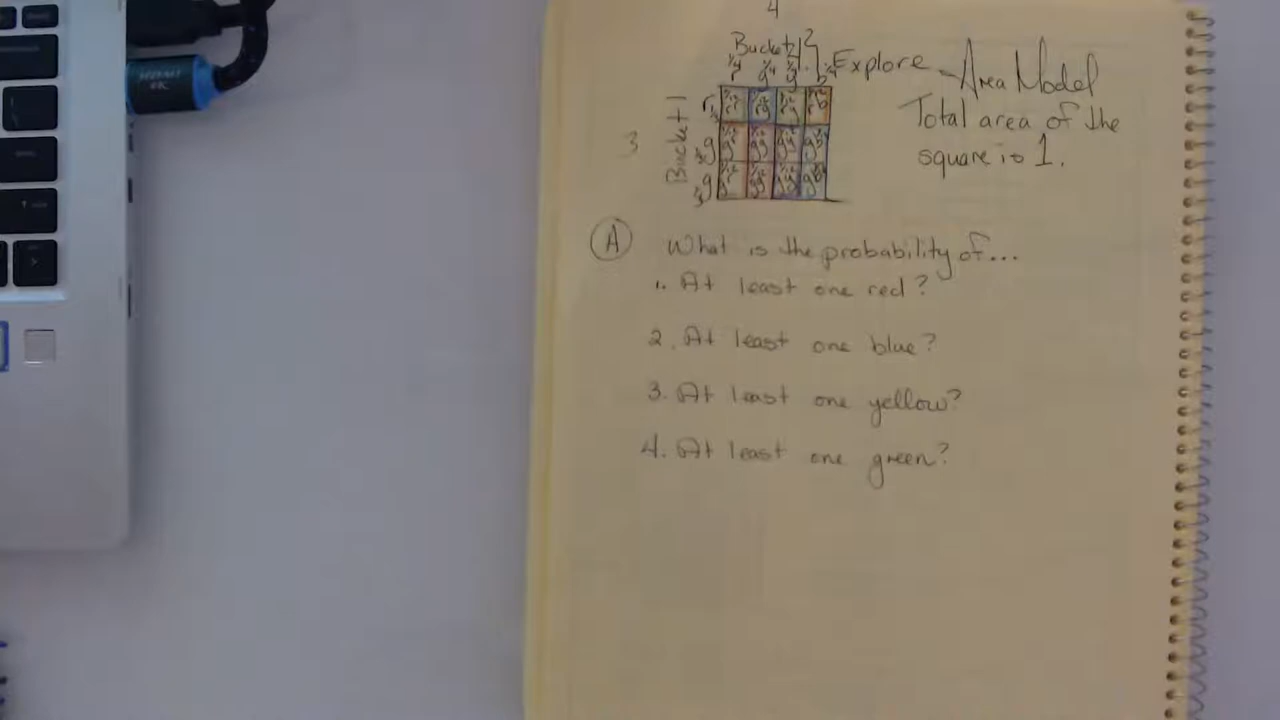 4
Bucket 2
Explore - Area Model
Total area of the
square is 1.
3
Bucket 1
A What is the probability of...
1. At least one red?
2. At least one blue?
3. At least one yellow?
4. At least one green?